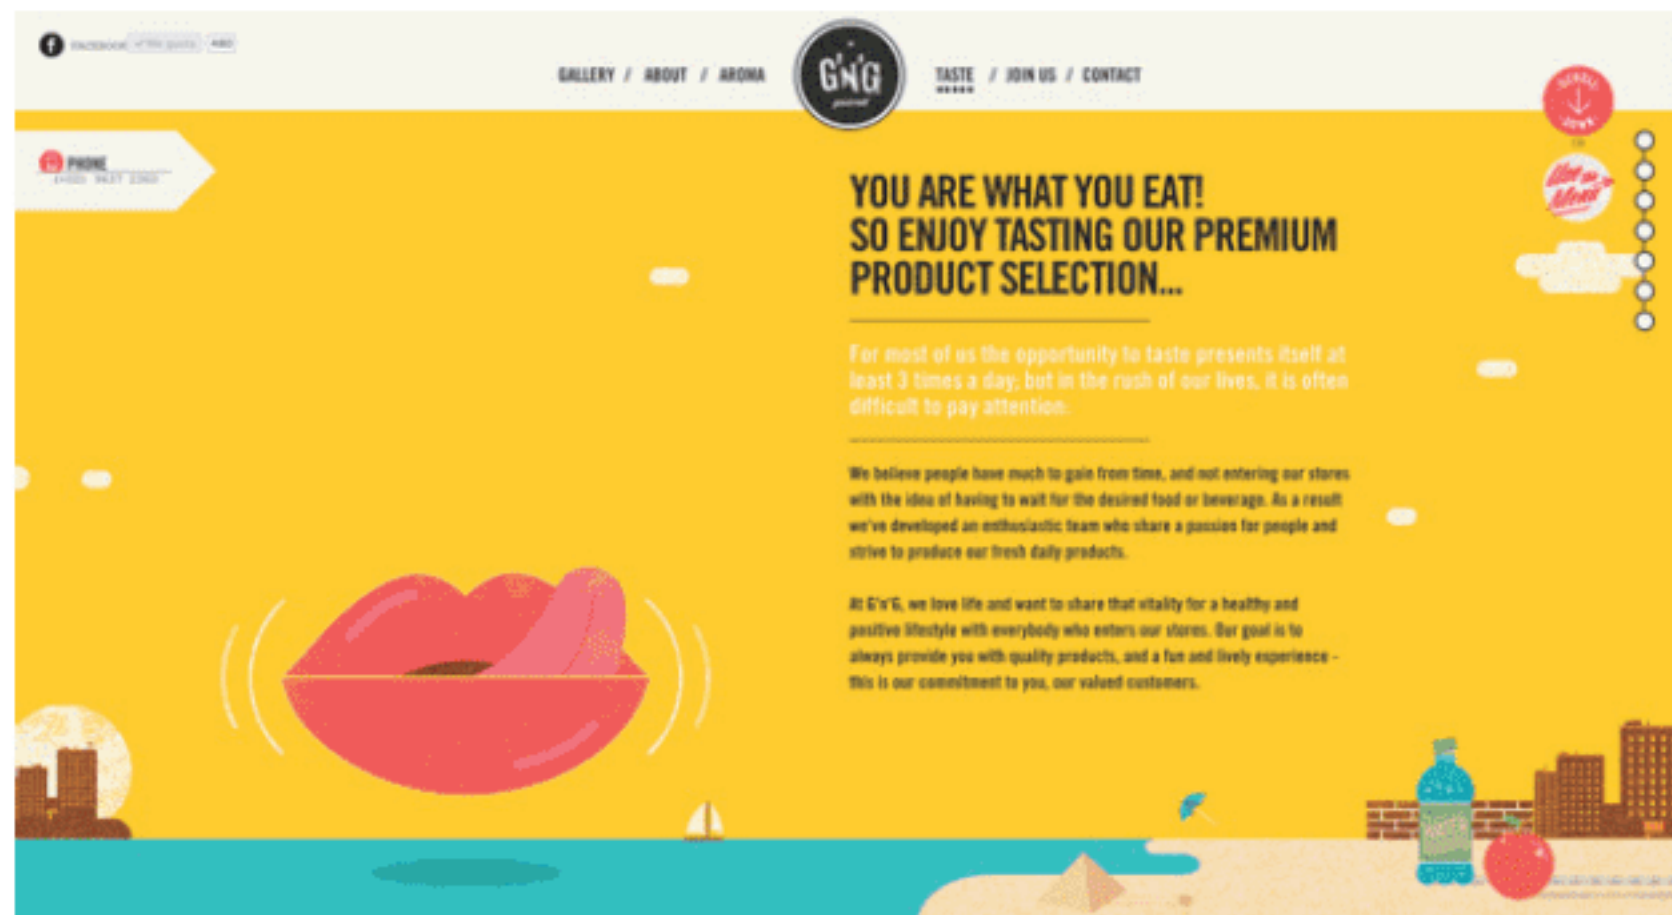 FACEBOOK
GALLERY / ABOUT / AROMA
G'N'G
TASTE / JOIN US / CONTACT
SCROLL
DOWN
PHONE
Menu
YOU ARE WHAT YOU EAT!
SO ENJOY TASTING OUR PREMIUM
PRODUCT SELECTION...
For most of us the opportunity to taste presents itself at
least 3 times a day; but in the rush of our lives, it is often
difficult to pay attention.
We believe people have much to gain from time, and not entering our stores
with the idea of having to wait for the desired food or beverage. As a result
we've developed an enthusiastic team who share a passion for people and
strive to produce our fresh daily products.
At G'n'G, we love life and want to share that vitality for a healthy and
positive lifestyle with everybody who enters our stores. Our goal is to
always provide you with quality products, and a fun and lively experience -
this is our commitment to you, our valued customers.